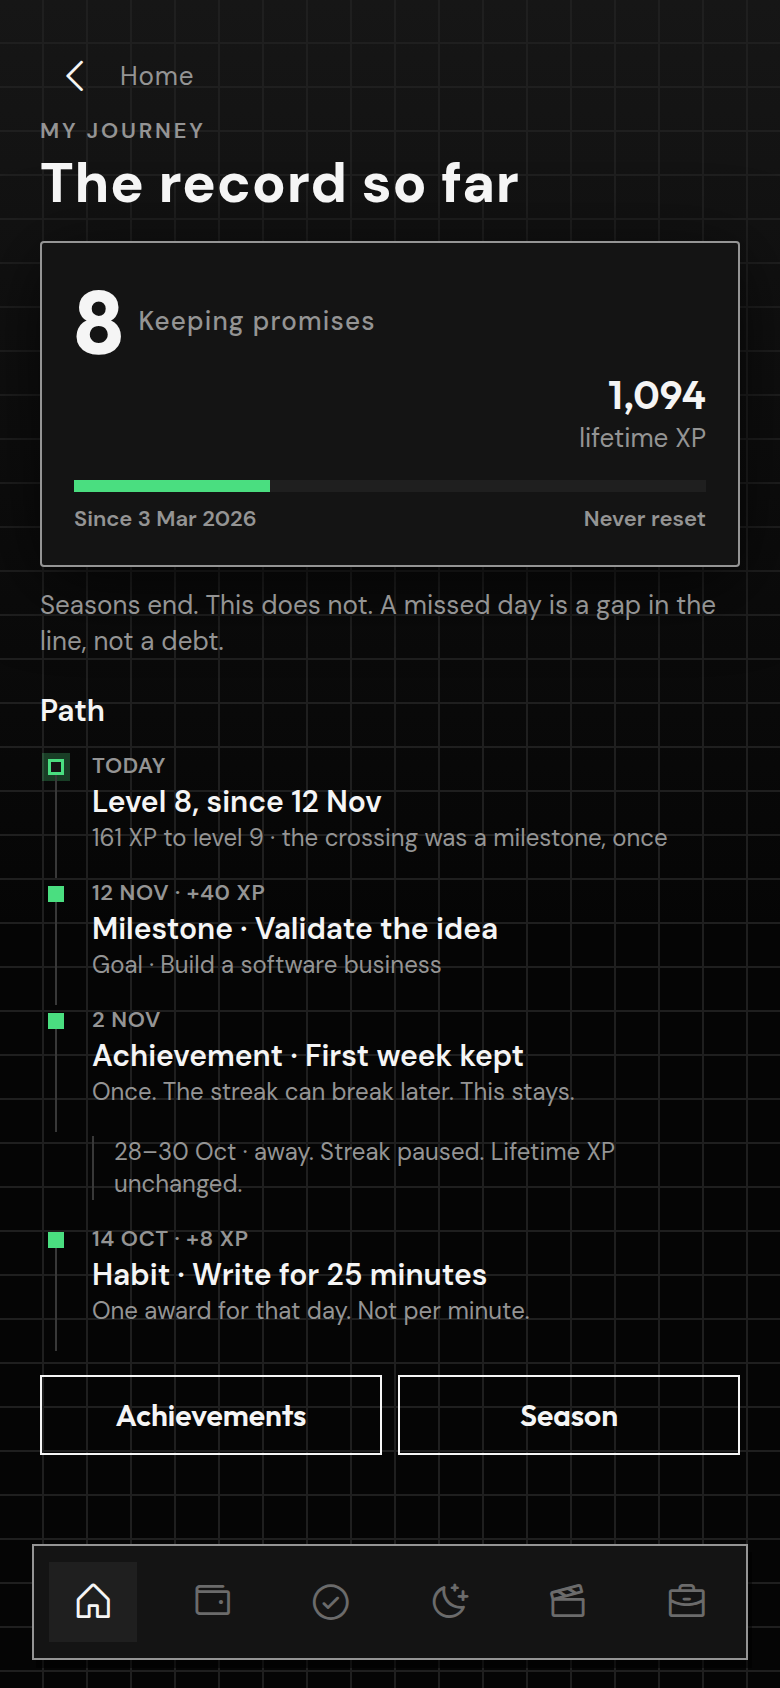 Home
MY JOURNEY
The record so far
8 Keeping promises
1,094
lifetime XP
Since 3 Mar 2026 Never reset
Seasons end. This does not. A missed day is a gap in the
line, not a debt.
Path
TODAY
Level 8, since 12 Nov
161 XP to level 9 · the crossing was a milestone, once
12 NOV · +40 XP
Milestone · Validate the idea
Goal · Build a software business
2 NOV
Achievement · First week kept
Once. The streak can break later. This stays.
28–30 Oct · away. Streak paused. Lifetime XP
unchanged.
14 OCT · +8 XP
Habit · Write for 25 minutes
One award for that day. Not per minute.
Achievements Season